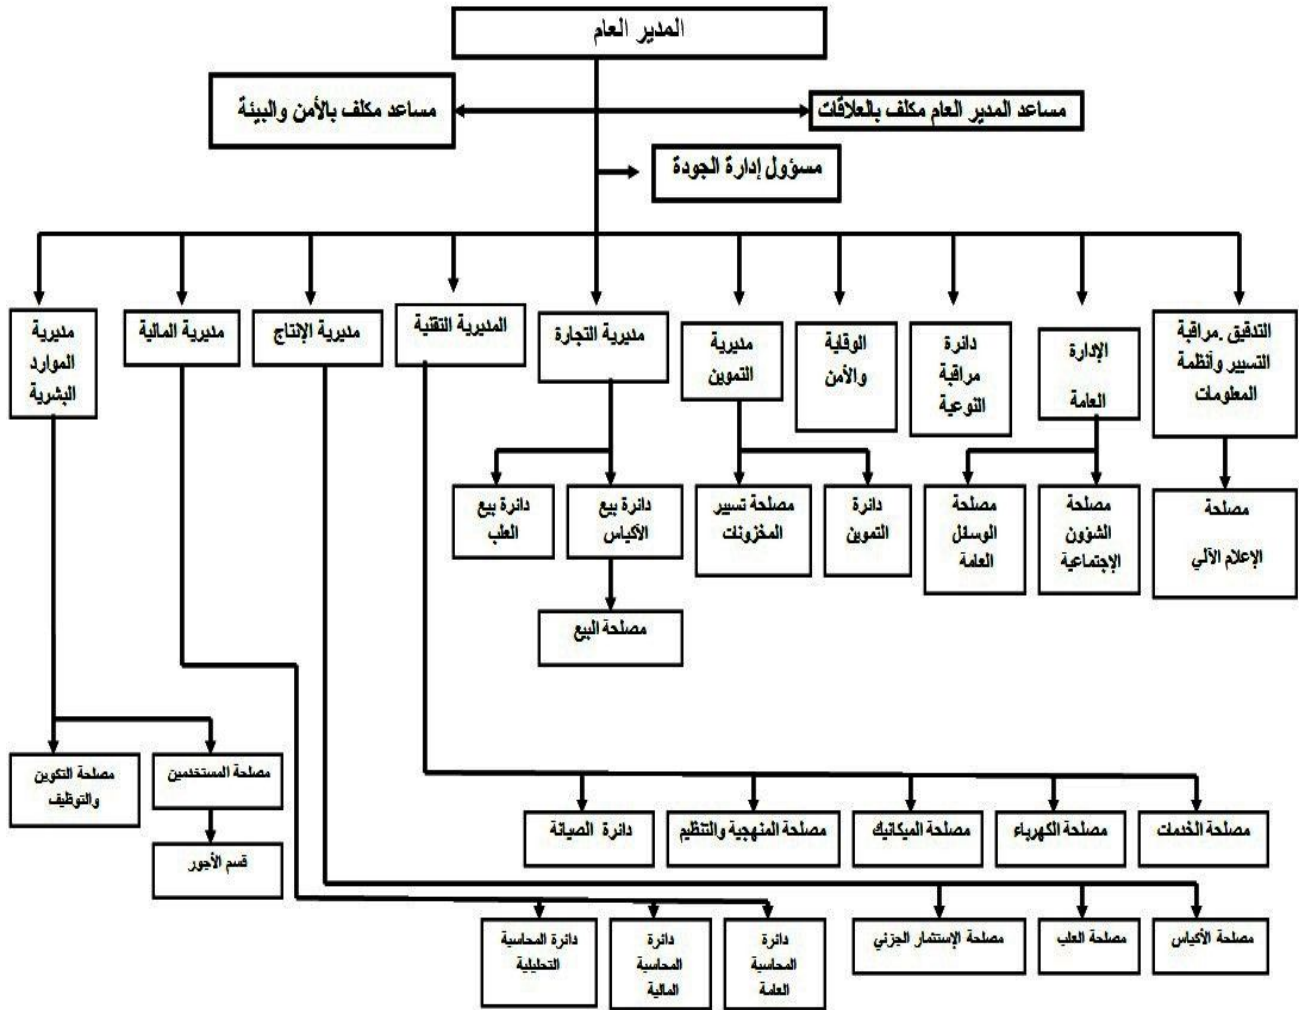 المدير العام
مساعد المدير العام مكلف بالعلاقات
مساعد مكلف بالأمن والبيئة
مسؤول إدارة الجودة
التدقيق .مراقبة
التسيير وأنظمة
المعلومات
الإدارة
العامة
دائرة
مراقبة
النوعية
الوقاية
والأمن
مديرية
التموين
مديرية التجارة
المديرية التقنية
مديرية الإنتاج
مديرية المالية
مديرية
الموارد
البشرية
مصلحة
الإعلام الآلي
مصلحة
الشؤون
الإجتماعية
مصلحة
الوسائل
العامة
دائرة
التموين
مصلحة تسيير
المخزونات
دائرة بيع
الأكياس
دائرة بيع
العلب
مصلحة البيع
مصلحة المستخدمين
مصلحة التكوين
والتوظيف
قسم الأجور
مصلحة الخدمات
مصلحة الكهرباء
مصلحة الميكانيك
مصلحة المنهجية والتنظيم
دائرة الصيانة
مصلحة الأكياس
مصلحة العلب
مصلحة الإستثمار الجزئي
دائرة
المحاسبة
العامة
دائرة
المحاسبة
المالية
دائرة المحاسبة
التحليلية